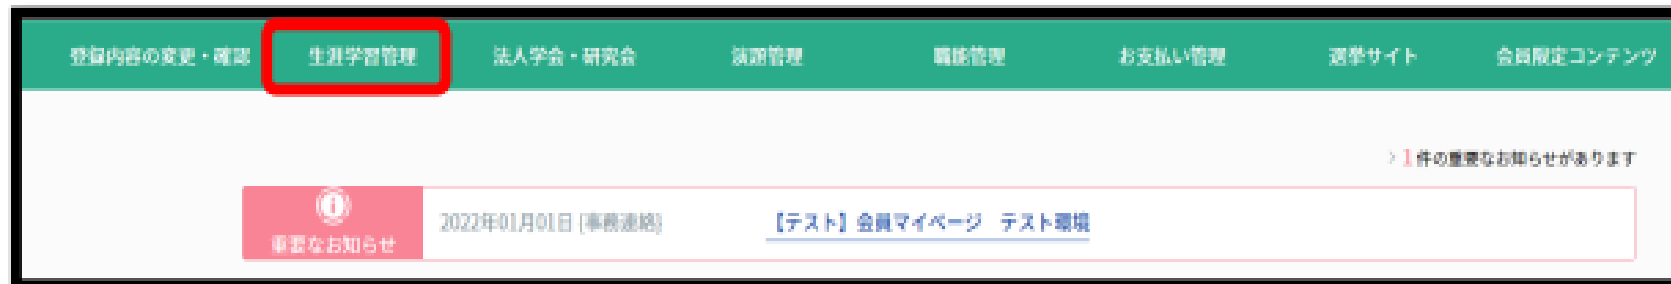 登録内容の変更・確認 生涯学習管理 法人学会・研究会 演題管理 職能管理 お支払い管理 選挙サイト 会員限定コンテンツ
> 1 件の重要なお知らせがあります
重要なお知らせ 2022年01月01日 (事務連絡) 【テスト】会員マイページ テスト環境